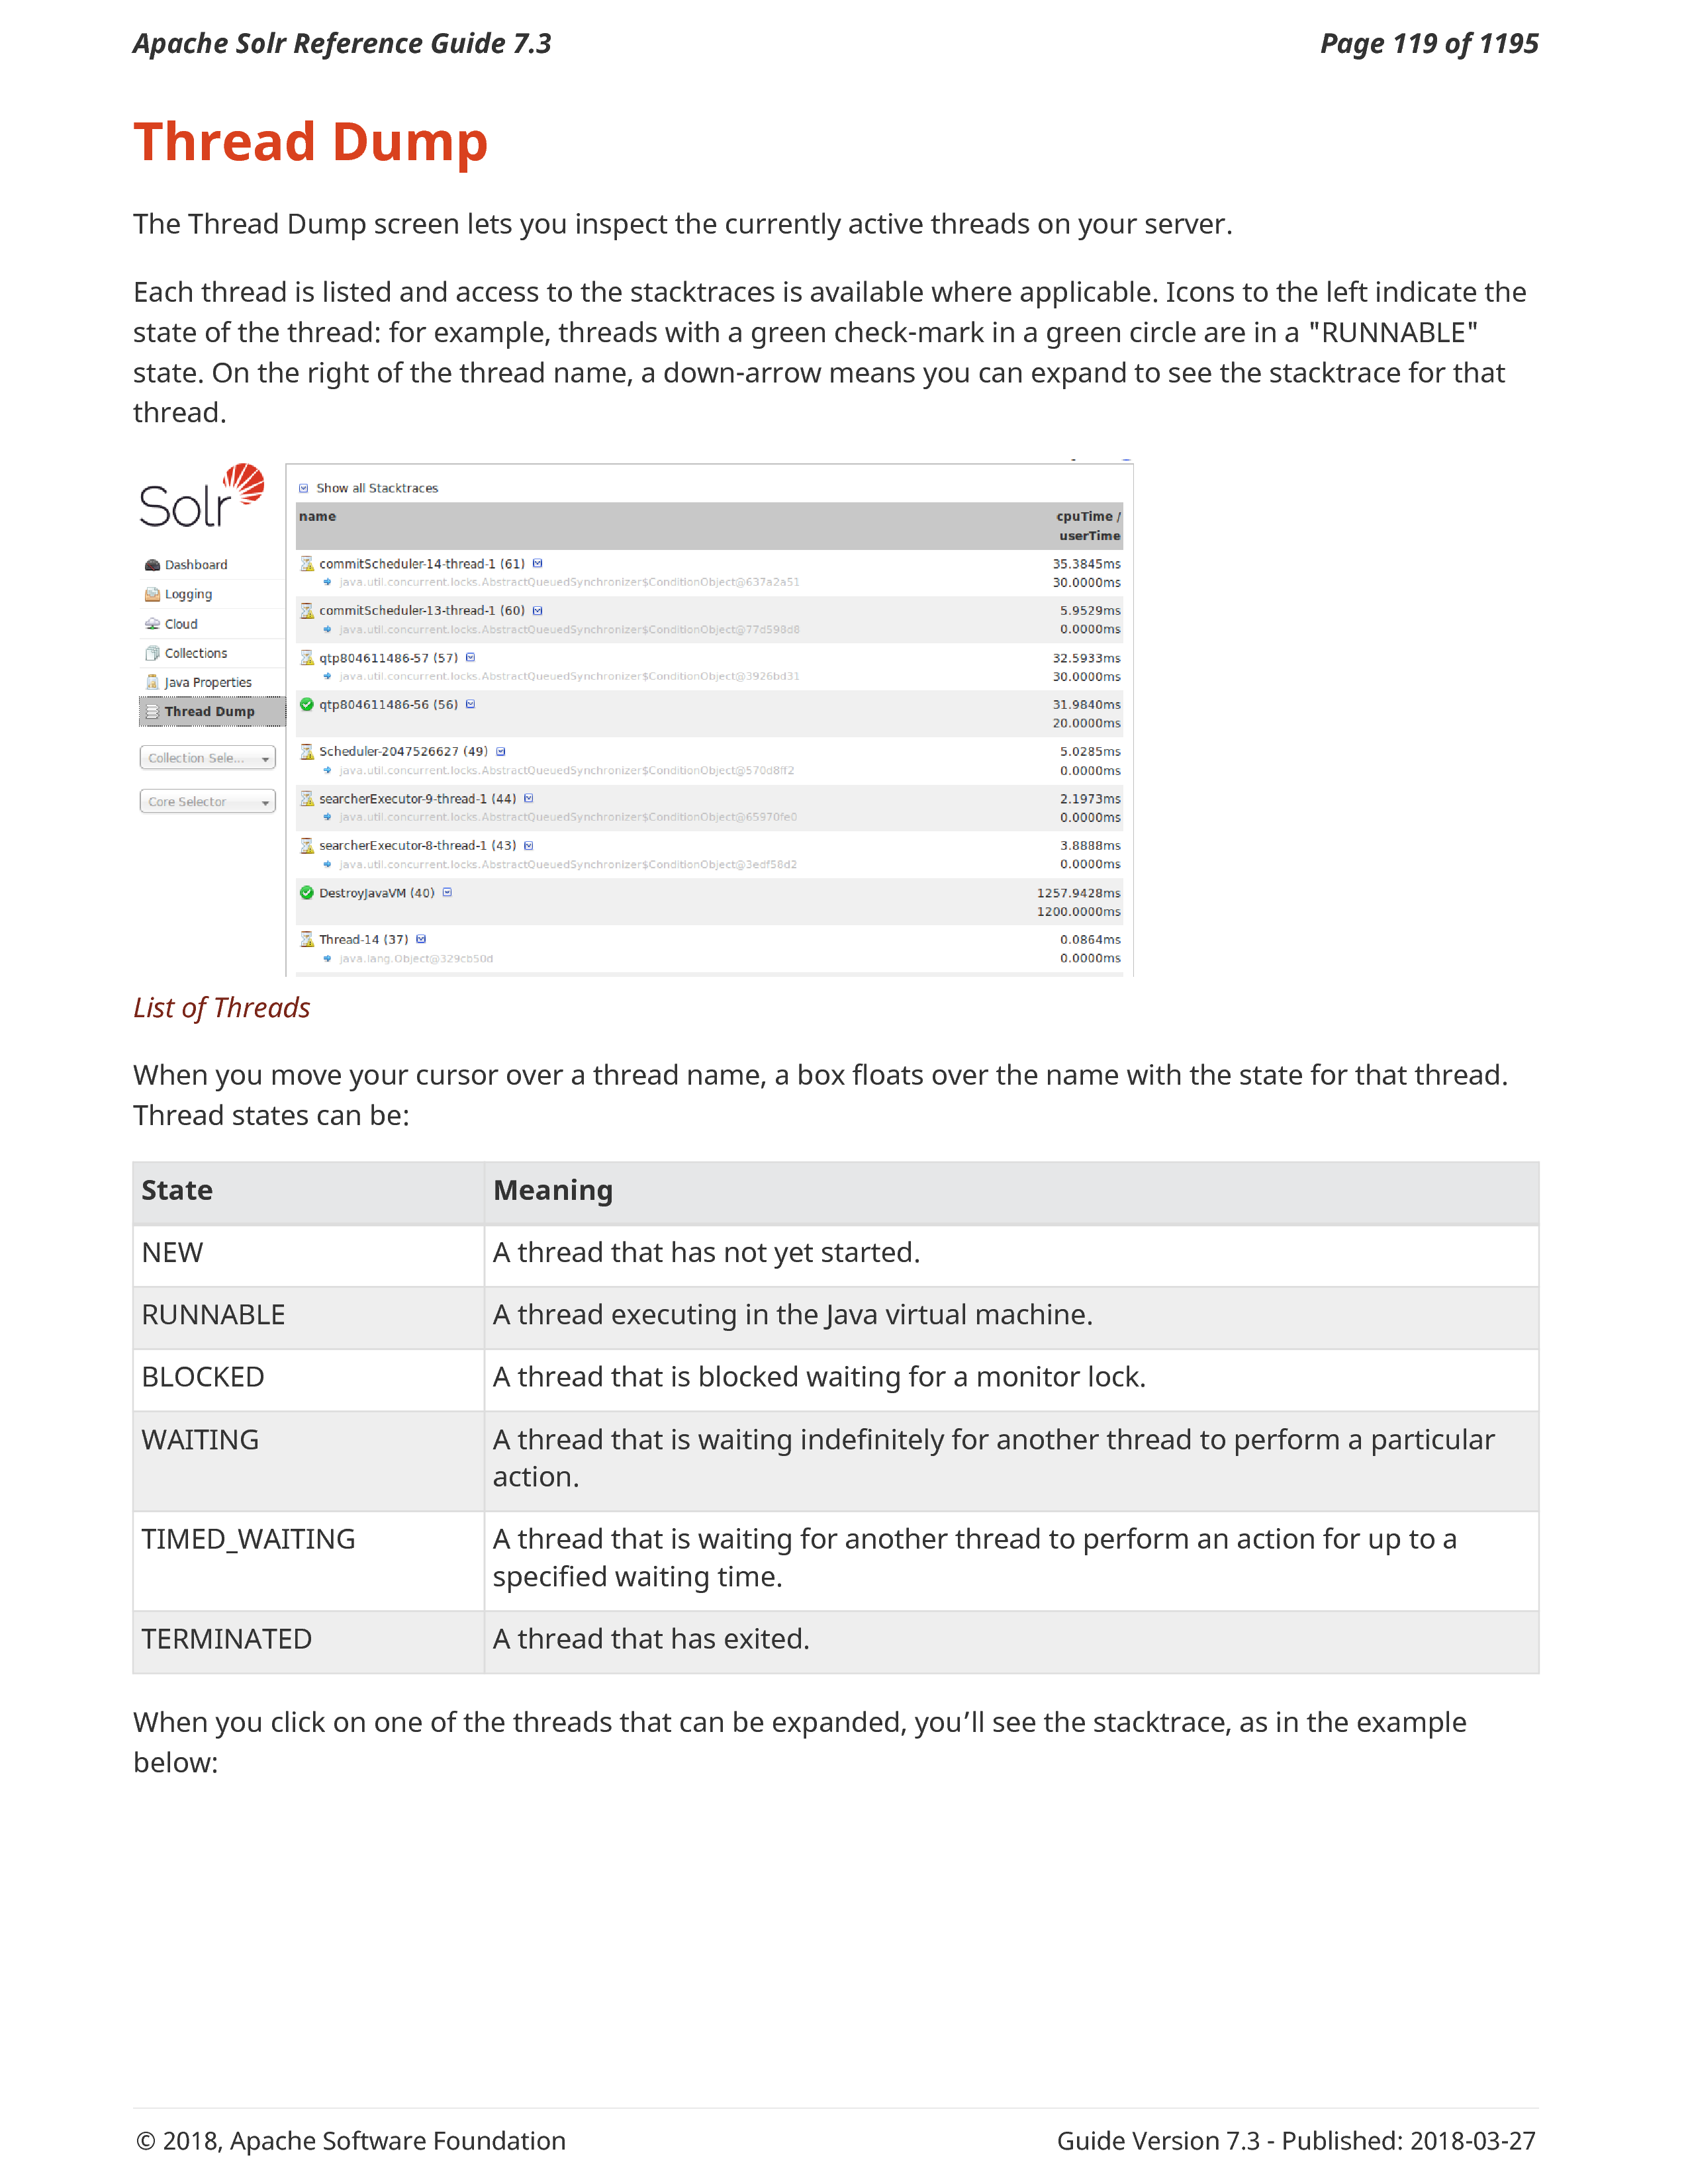 Apache Solr Reference Guide 7.3
Page 119 of 1195
Thread Dump
The Thread Dump screen lets you inspect the currently active threads on your server.
Each thread is listed and access to the stacktraces is available where applicable. Icons to the left indicate the
state of the thread: for example, threads with a green check-mark in a green circle are in a "RUNNABLE"
state. On the right of the thread name, a down-arrow means you can expand to see the stacktrace for that
thread.
Solr
Dashboard
Logging
Cloud
Collections
Java Properties
Thread Dump
Collection Sele...
Core Selector
Show all Stacktraces
name
cpuTime /
userTime
commitScheduler-14-thread-1 (61)
35.3845ms
java.util.concurrent.locks.AbstractQueuedSynchronizer$ConditionObject@637a2a51
30.0000ms
commitScheduler-13-thread-1 (60)
5.9529ms
java.util.concurrent.locks.AbstractQueuedSynchronizer$ConditionObject@77d598d8
0.0000ms
qtp804611486-57 (57)
32.5933ms
java.util.concurrent.locks.AbstractQueuedSynchronizer$ConditionObject@3926bd31
30.0000ms
qtp804611486-56 (56)
31.9840ms
20.0000ms
Scheduler-2047526627 (49)
5.0285ms
java.util.concurrent.locks.AbstractQueuedSynchronizer$ConditionObject@570d8ff2
0.0000ms
searcherExecutor-9-thread-1 (44)
2.1973ms
java.util.concurrent.locks.AbstractQueuedSynchronizer$ConditionObject@65970fe0
0.0000ms
searcherExecutor-8-thread-1 (43)
3.8888ms
java.util.concurrent.locks.AbstractQueuedSynchronizer$ConditionObject@3edf58d2
0.0000ms
DestroyJavaVM (40)
1257.9428ms
1200.0000ms
Thread-14 (37)
0.0864ms
java.lang.Object@329cb50d
0.0000ms
List of Threads
When you move your cursor over a thread name, a box floats over the name with the state for that thread.
Thread states can be:
State
Meaning
NEW
A thread that has not yet started.
RUNNABLE
A thread executing in the Java virtual machine.
BLOCKED
A thread that is blocked waiting for a monitor lock.
WAITING
A thread that is waiting indefinitely for another thread to perform a particular
action.
TIMED_WAITING
A thread that is waiting for another thread to perform an action for up to a
specified waiting time.
TERMINATED
A thread that has exited.
When you click on one of the threads that can be expanded, you’ll see the stacktrace, as in the example
below:
© 2018, Apache Software Foundation
Guide Version 7.3 - Published: 2018-03-27